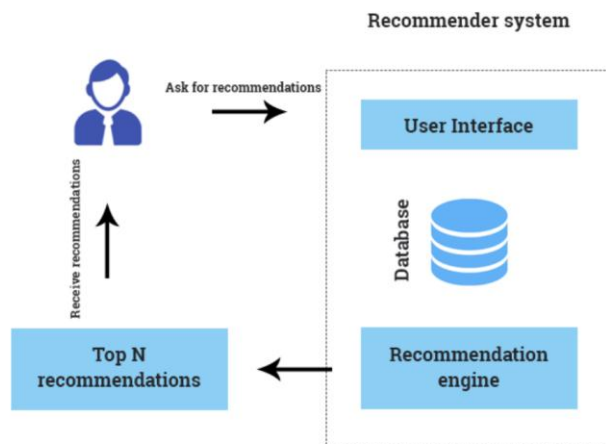 Recommender system
Ask for recommendations
User Interface
Receive recommendations
Database
Top N
recommendations
Recommendation
engine